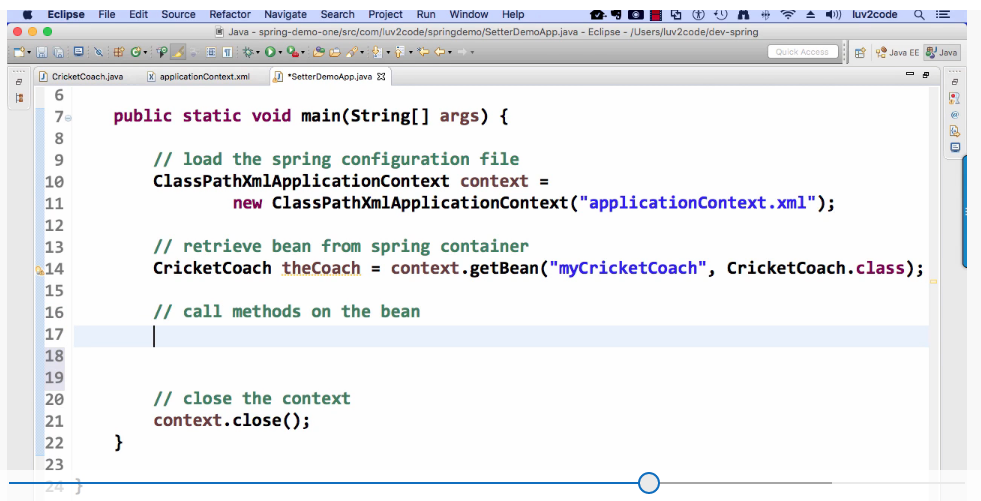 Eclipse File Edit Source Refactor Navigate Search Project Run Window Help luv2code
Java - spring-demo-one/src/com/luv2code/springdemo/SetterDemoApp.java - Eclipse - /Users/luv2code/dev-spring
Quick Access Java EE Java
CricketCoach.java applicationContext.xml *SetterDemoApp.java
6
7 public static void main(String[] args) {
8
9 // load the spring configuration file
10 ClassPathXmlApplicationContext context =
11 new ClassPathXmlApplicationContext("applicationContext.xml");
12
13 // retrieve bean from spring container
14 CricketCoach theCoach = context.getBean("myCricketCoach", CricketCoach.class);
15
16 // call methods on the bean
17
18
19
20 // close the context
21 context.close();
22 }
23
24 }